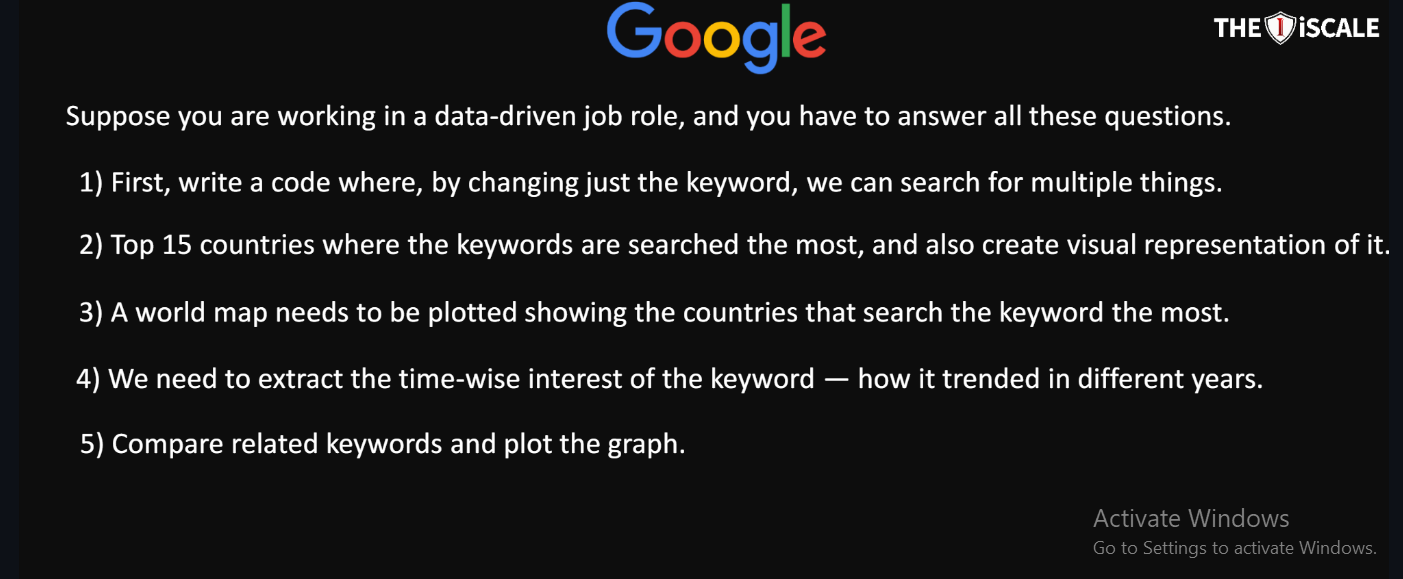 Google
THE iSCALE
Suppose you are working in a data-driven job role, and you have to answer all these questions.
1) First, write a code where, by changing just the keyword, we can search for multiple things.
2) Top 15 countries where the keywords are searched the most, and also create visual representation of it.
3) A world map needs to be plotted showing the countries that search the keyword the most.
4) We need to extract the time-wise interest of the keyword — how it trended in different years.
5) Compare related keywords and plot the graph.
Activate Windows
Go to Settings to activate Windows.